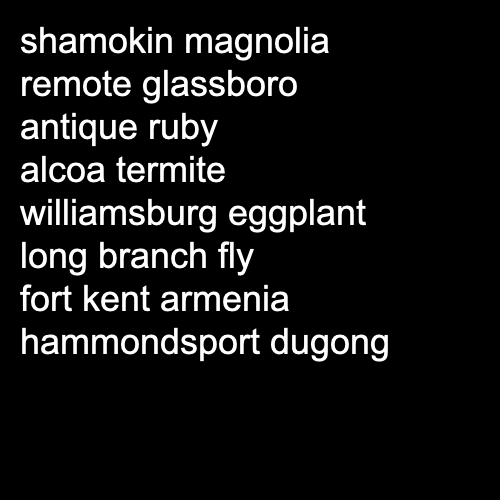 shamokin magnolia
remote glassboro
antique ruby
alcoa termite
williamsburg eggplant
long branch fly
fort kent armenia
hammondsport dugong